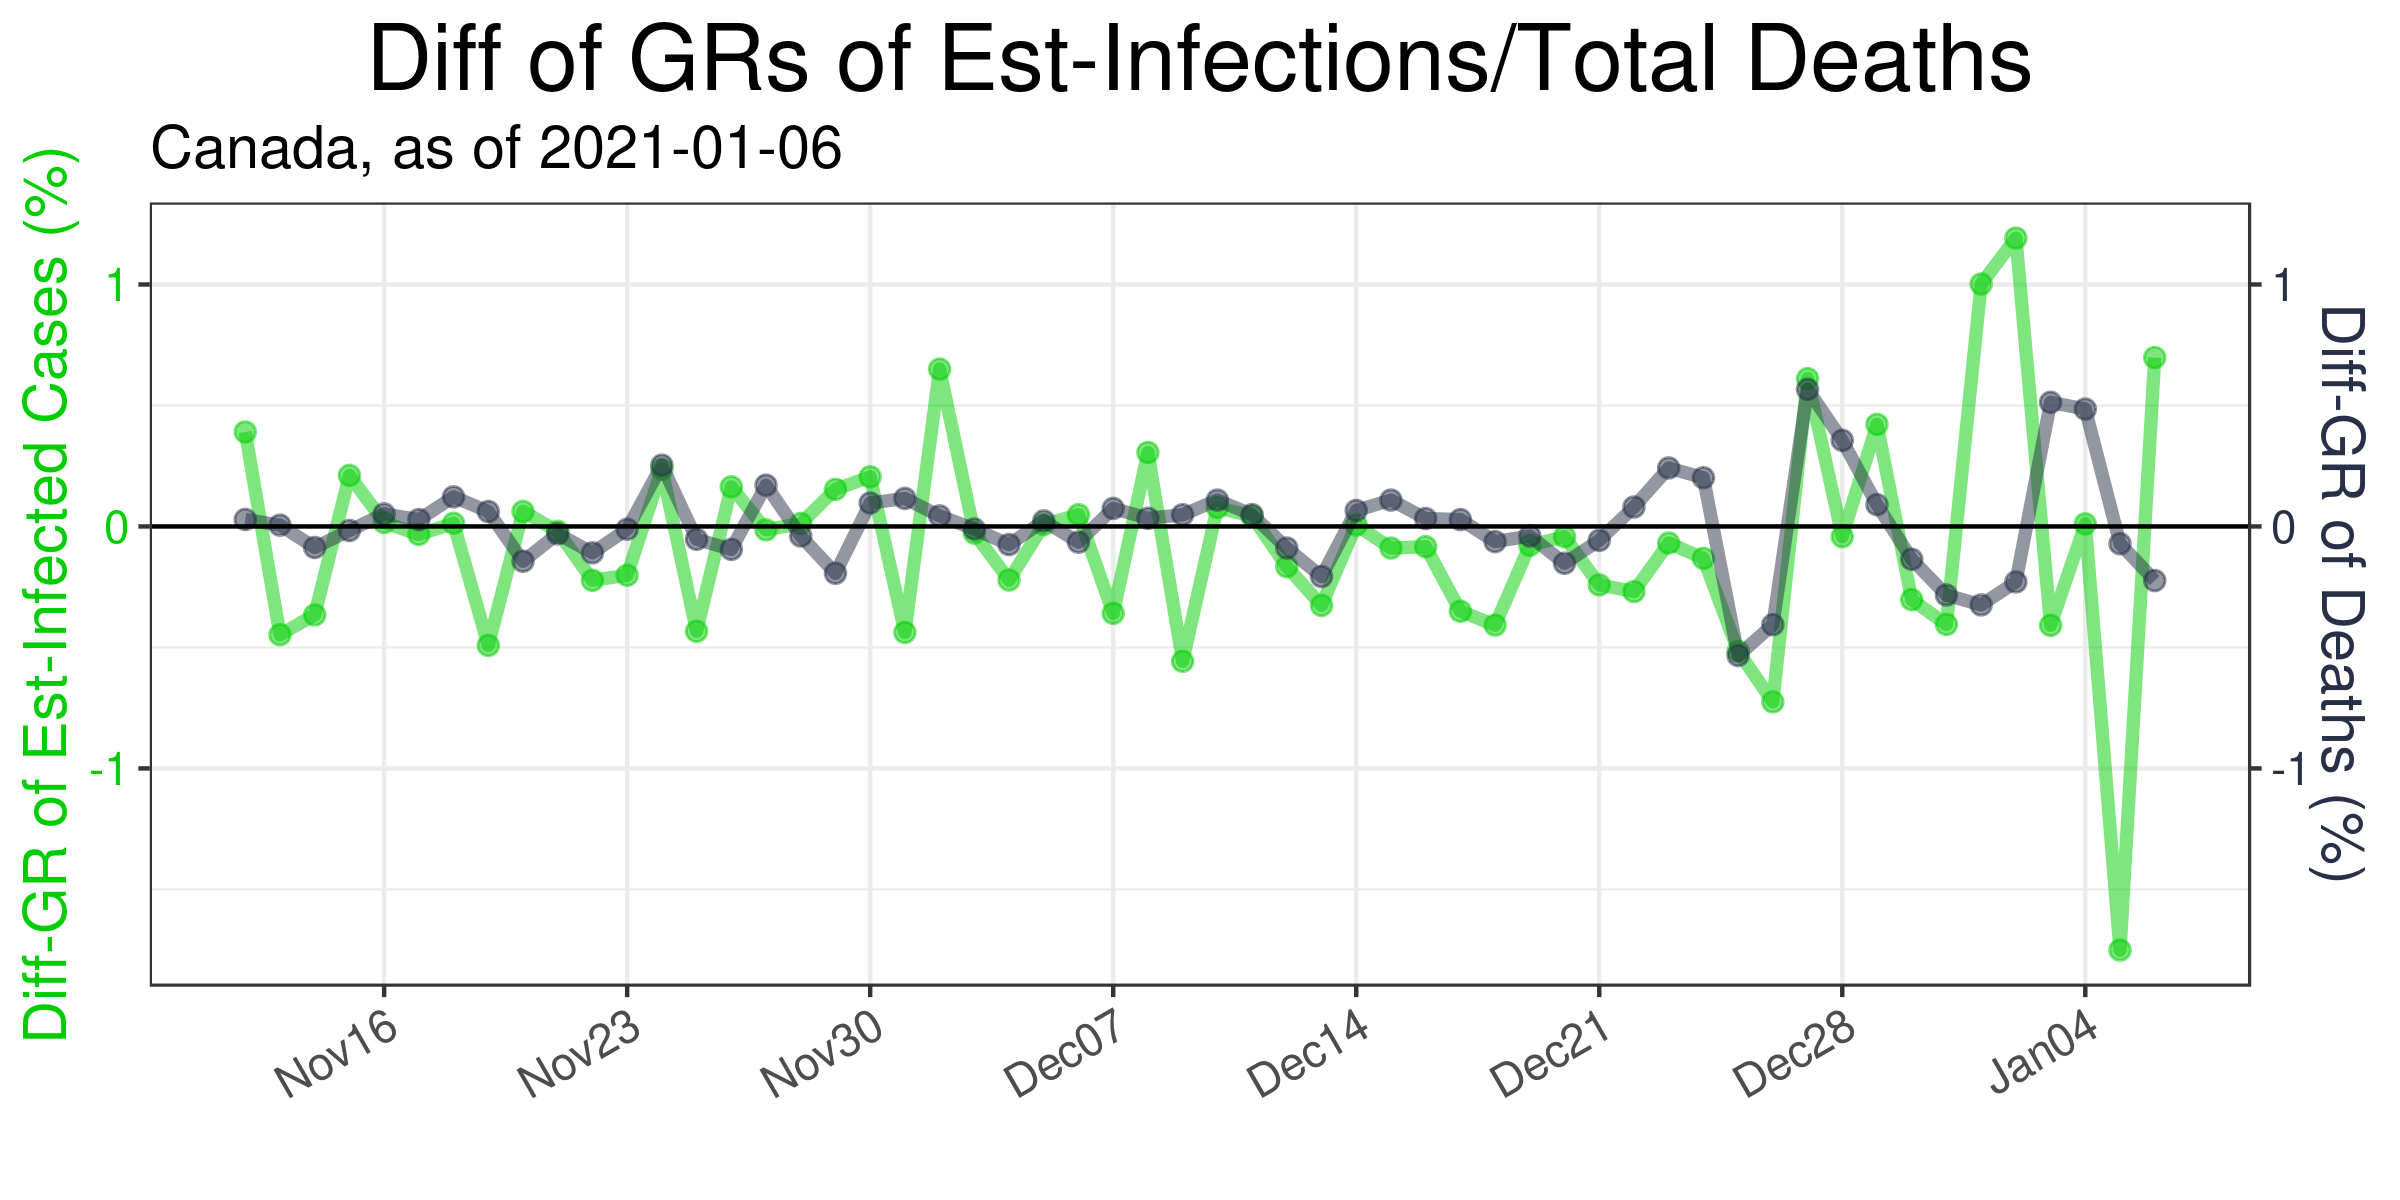 Diff of GRs of Est-Infections/Total Deaths
Canada, as of 2021-01-06
Diff-GR of Est-Infected Cases (%)
1
0
-1
1
0
-1
Diff-GR of Deaths (%)
Nov16
Nov23
Nov30
Dec07
Dec14
Dec21
Dec28
Jan04